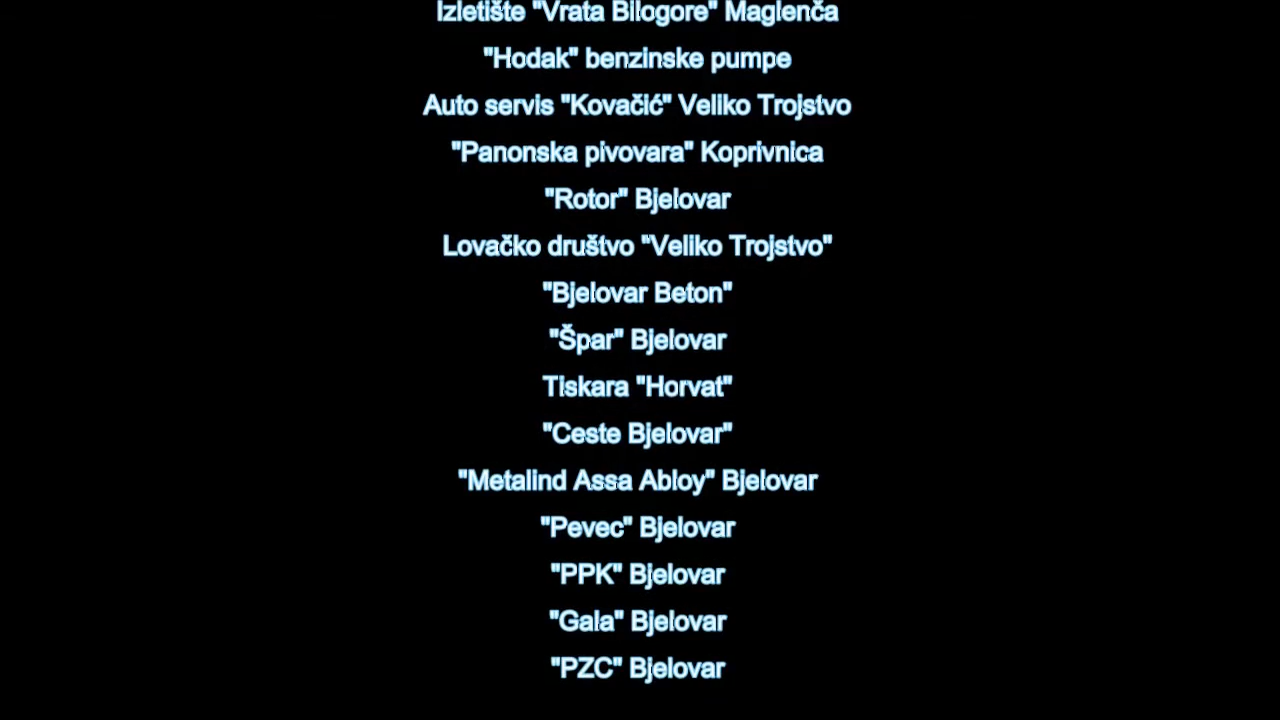 Izletište "Vrata Bilogore" Maglenča
"Hodak" benzinske pumpe
Auto servis "Kovačić" Veliko Trojstvo
"Panonska pivovara" Koprivnica
"Rotor" Bjelovar
Lovačko društvo "Veliko Trojstvo"
"Bjelovar Beton"
"Špar" Bjelovar
Tiskara "Horvat"
"Ceste Bjelovar"
"Metalind Assa Abloy" Bjelovar
"Pevec" Bjelovar
"PPK" Bjelovar
"Gala" Bjelovar
"PZC" Bjelovar